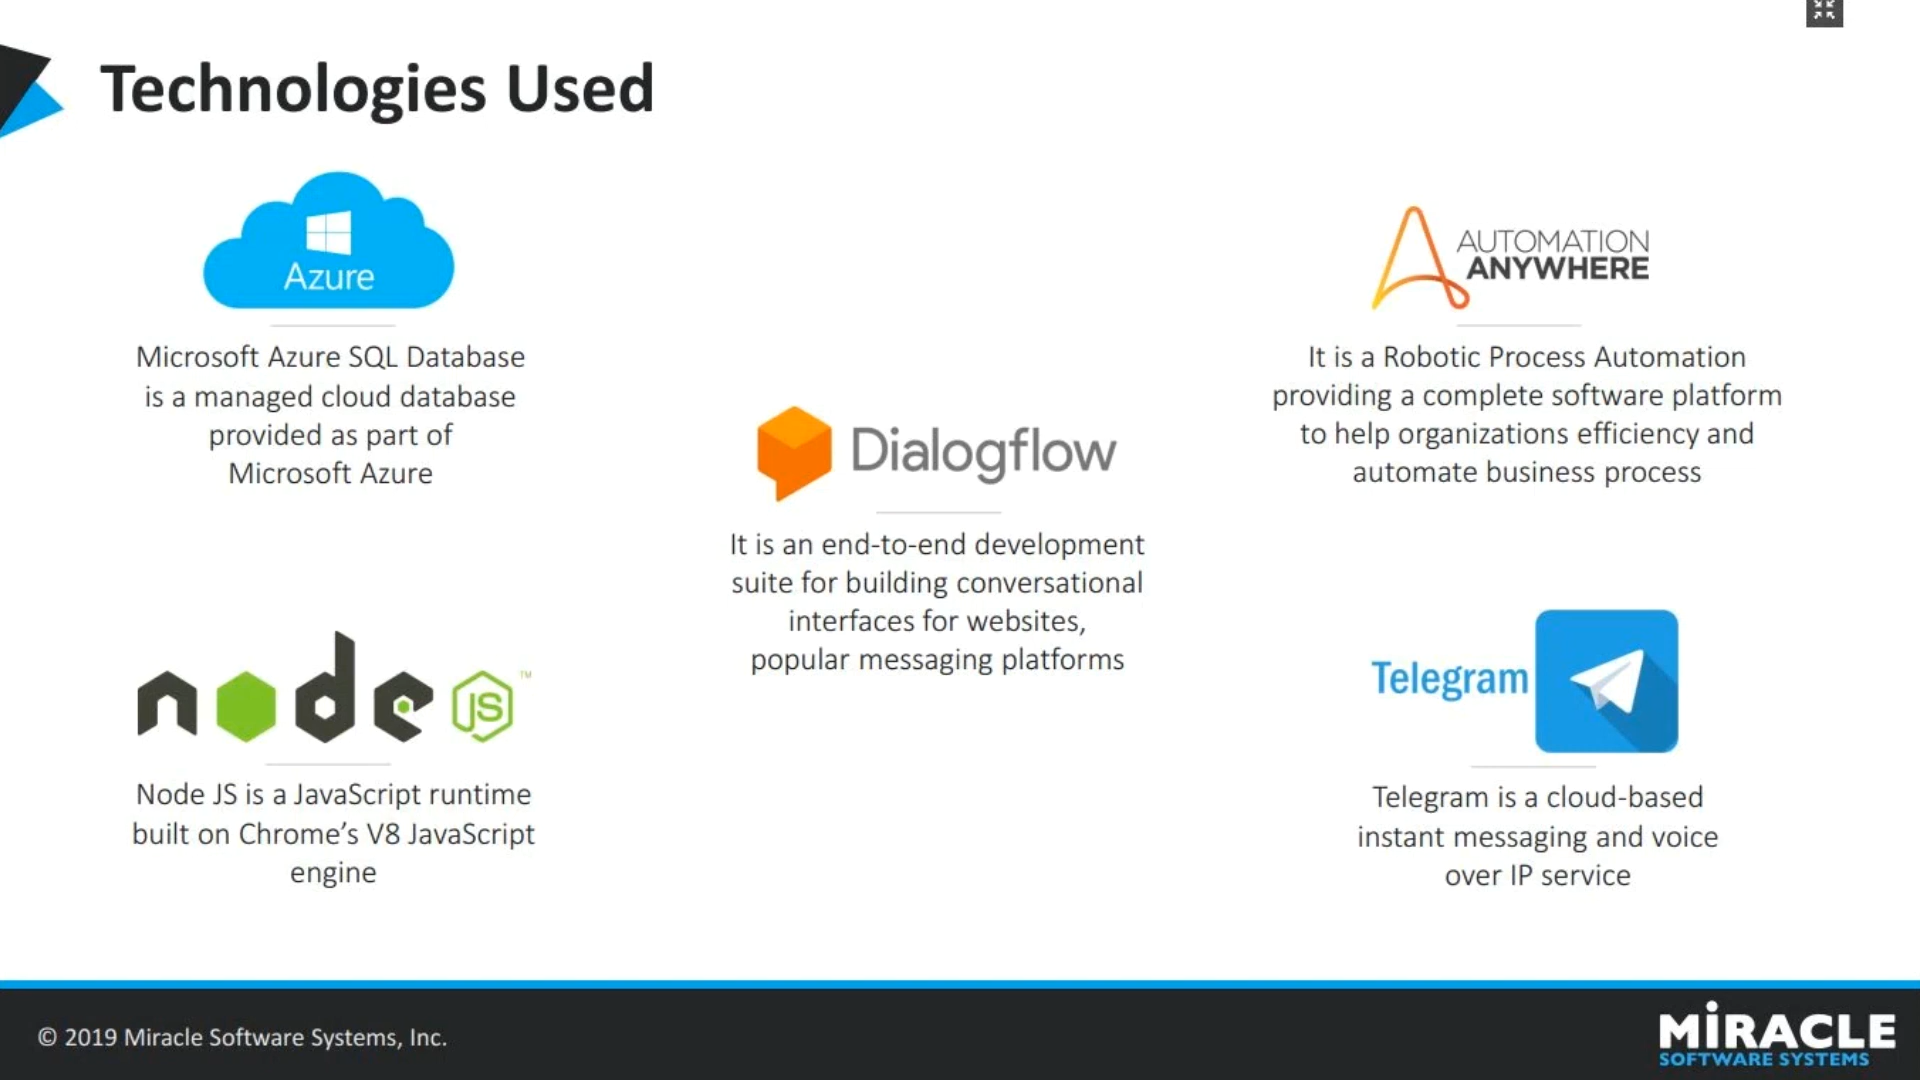 Technologies Used
Azure
Microsoft Azure SQL Database
is a managed cloud database
provided as part of
Microsoft Azure
node JS ™
Node JS is a JavaScript runtime
built on Chrome’s V8 JavaScript
engine
Dialogflow
It is an end-to-end development
suite for building conversational
interfaces for websites,
popular messaging platforms
AUTOMATION
ANYWHERE
It is a Robotic Process Automation
providing a complete software platform
to help organizations efficiency and
automate business process
Telegram
Telegram is a cloud-based
instant messaging and voice
over IP service
© 2019 Miracle Software Systems, Inc.
MiRACLE
SOFTWARE SYSTEMS